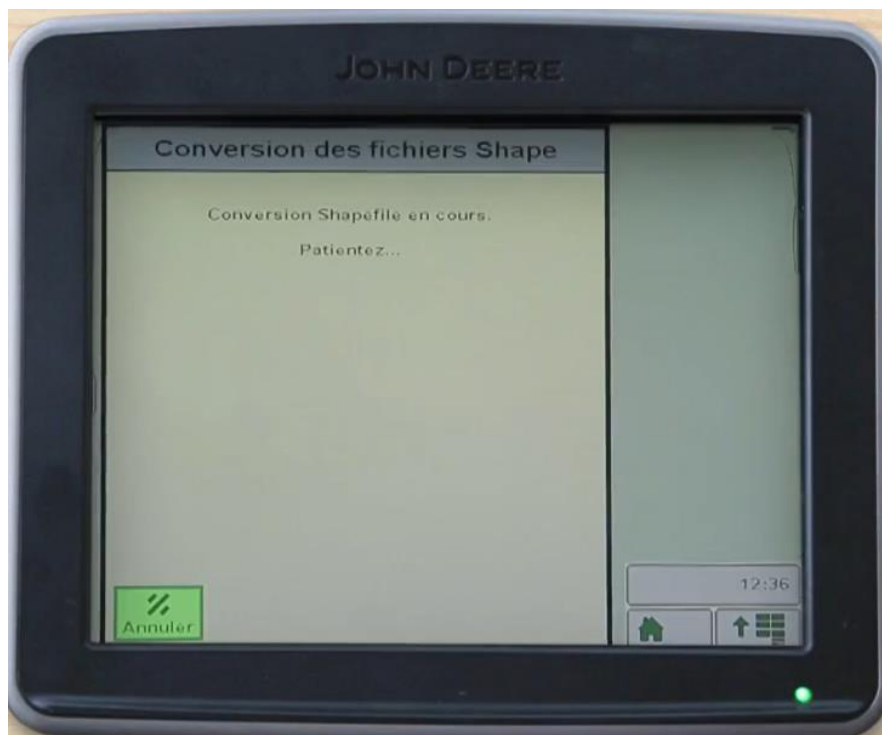 JOHN DEERE
Conversion des fichiers Shape
Conversion Shapefile en cours.
Patientez...
12:36
Annuler